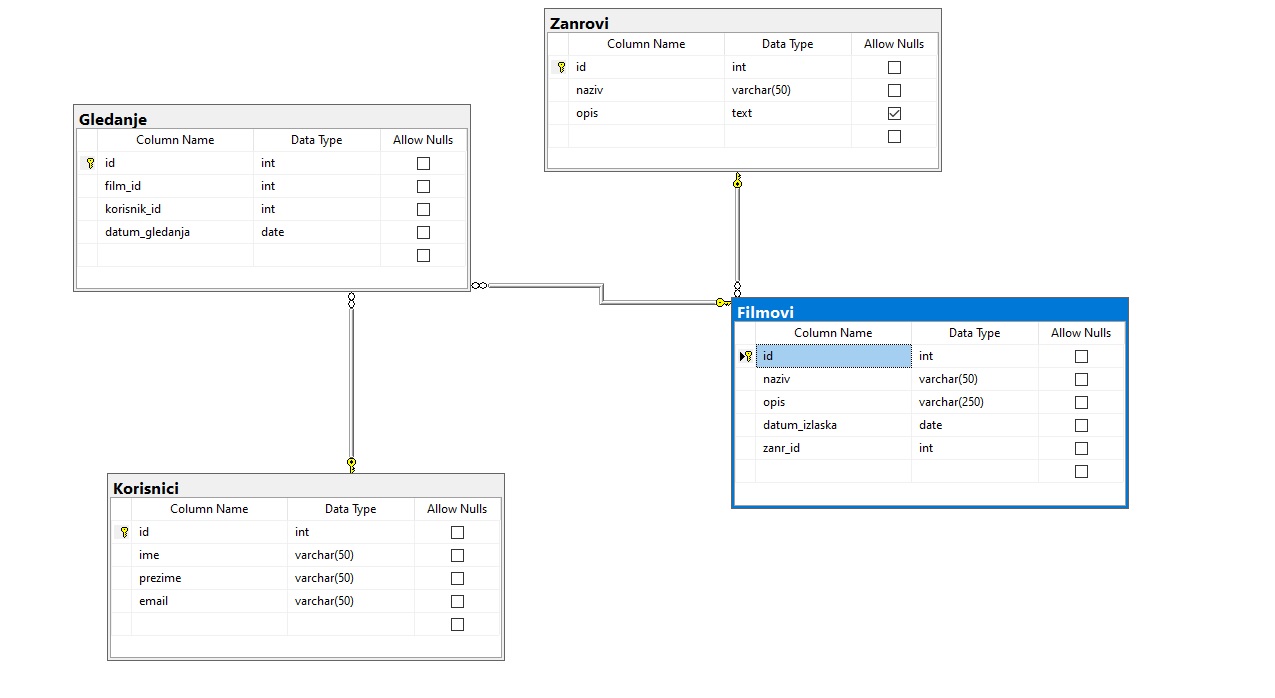 Zanrovi
Column Name Data Type Allow Nulls
id int
naziv varchar(50)
opis text
Gledanje
Column Name Data Type Allow Nulls
id int
film_id int
korisnik_id int
datum_gledanja date
Filmovi
Column Name Data Type Allow Nulls
id int
naziv varchar(50)
opis varchar(250)
datum_izlaska date
zanr_id int
Korisnici
Column Name Data Type Allow Nulls
id int
ime varchar(50)
prezime varchar(50)
email varchar(50)